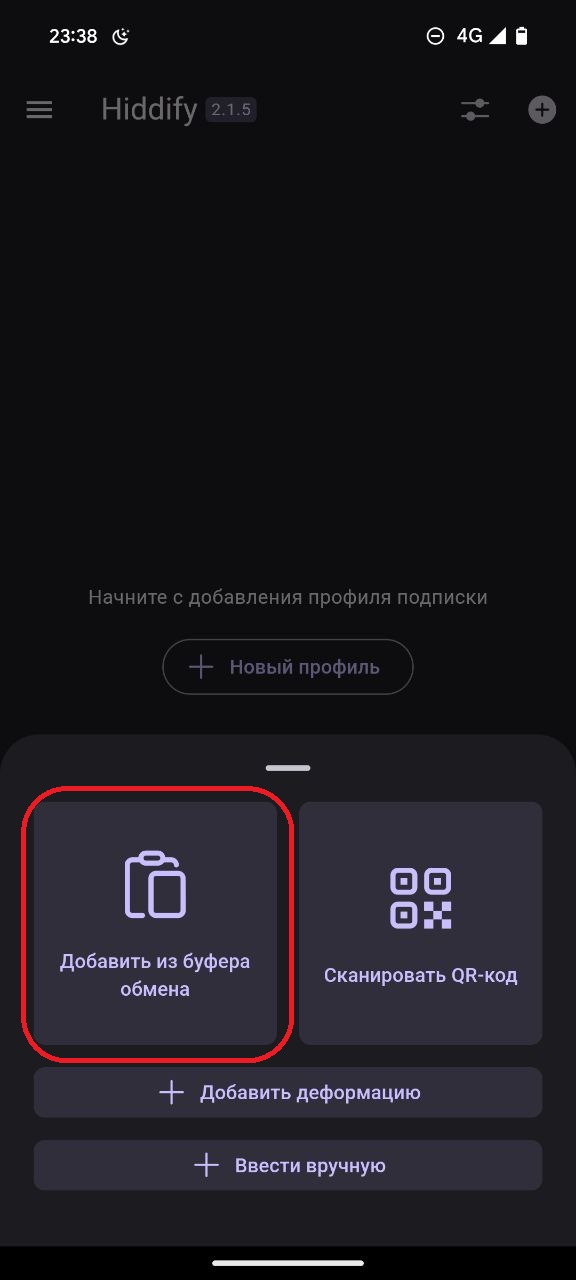 23:38
4G
Hiddify 2.1.5
Начните с добавления профиля подписки
Новый профиль
Добавить из буфера
обмена
Сканировать QR-код
Добавить деформацию
Ввести вручную